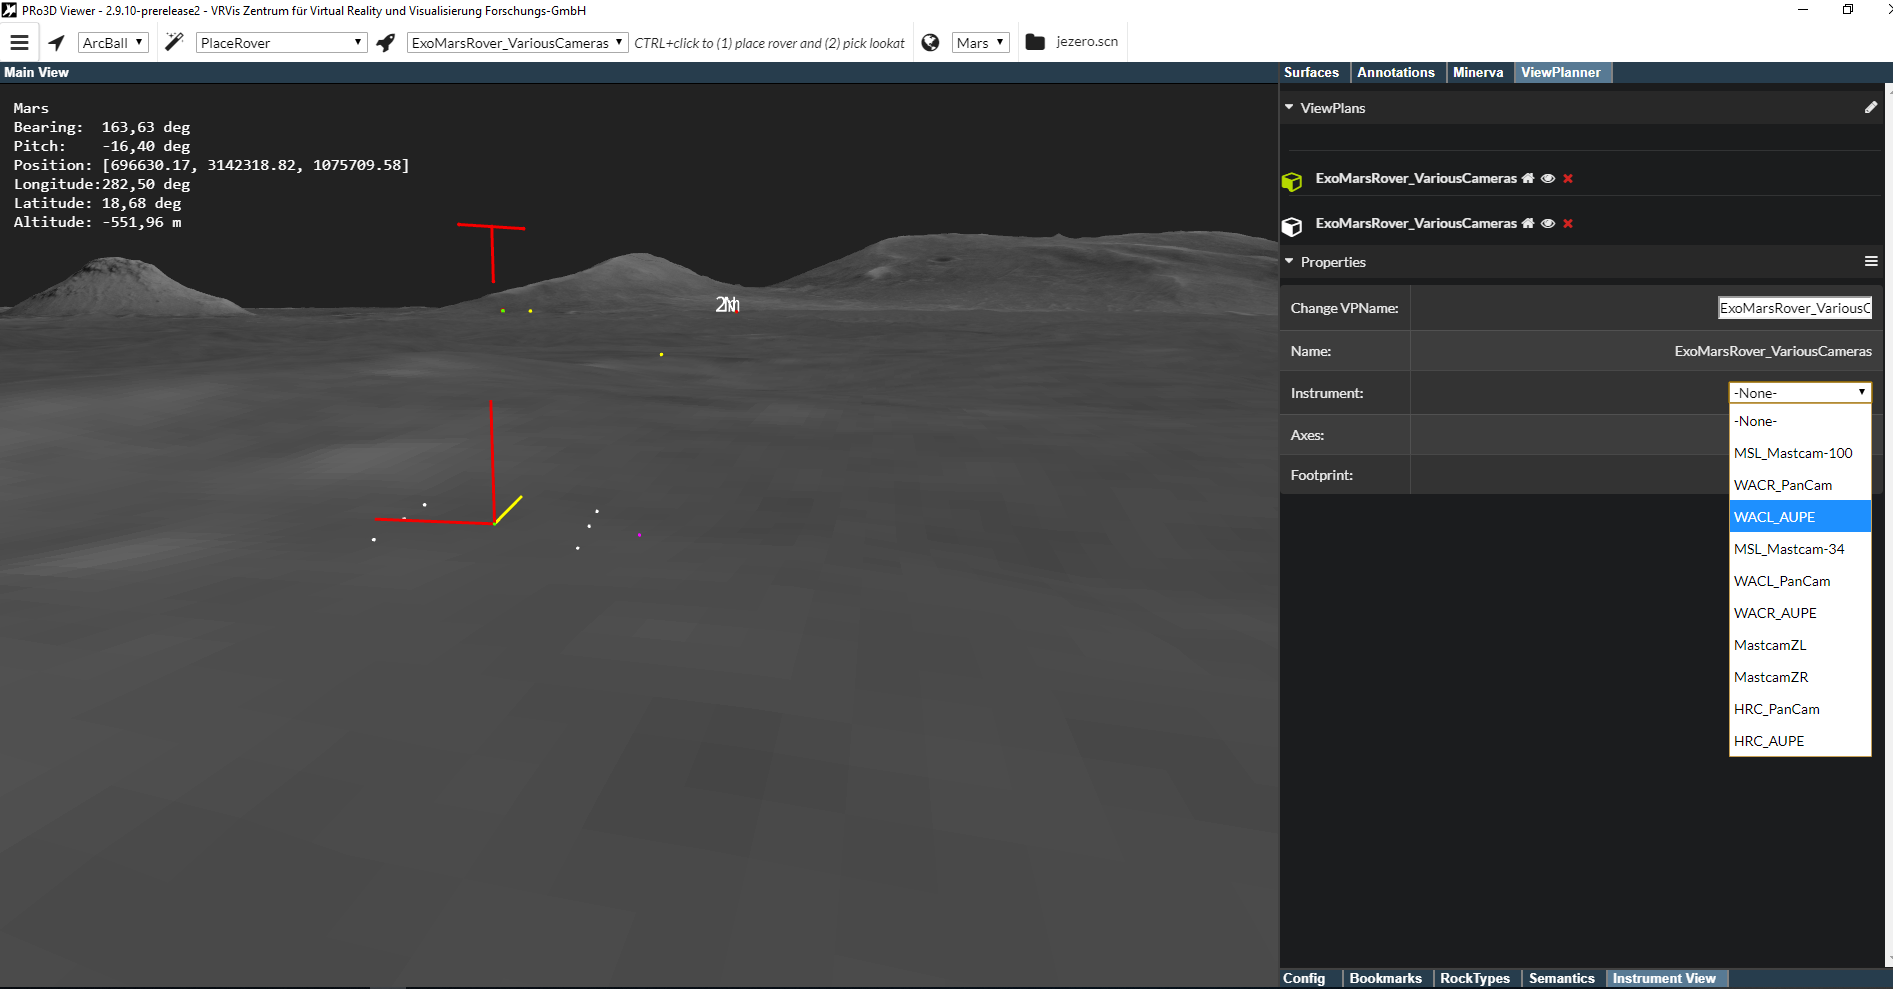 PRo3D Viewer - 2.9.10-prerelease2 - VRVis Zentrum für Virtual Reality und Visualisierung Forschungs-GmbH
ArcBall PlaceRover ExoMarsRover_VariousCameras CTRL+click to (1) place rover and (2) pick lookat Mars jezero.scn
Main View
Mars
Bearing: 163,63 deg
Pitch: -16,40 deg
Position: [696630.17, 3142318.82, 1075709.58]
Longitude:282,50 deg
Latitude: 18,68 deg
Altitude: -551,96 m
Surfaces Annotations Minerva ViewPlanner
ViewPlans
ExoMarsRover_VariousCameras
ExoMarsRover_VariousCameras
Properties
Change VPName: ExoMarsRover_VariousC
Name: ExoMarsRover_VariousCameras
Instrument: -None-
Axes:
Footprint:
-None-
MSL_Mastcam-100
WACR_PanCam
WACL_AUPE
MSL_Mastcam-34
WACL_PanCam
WACR_AUPE
MastcamZL
MastcamZR
HRC_PanCam
HRC_AUPE
Config Bookmarks RockTypes Semantics Instrument View